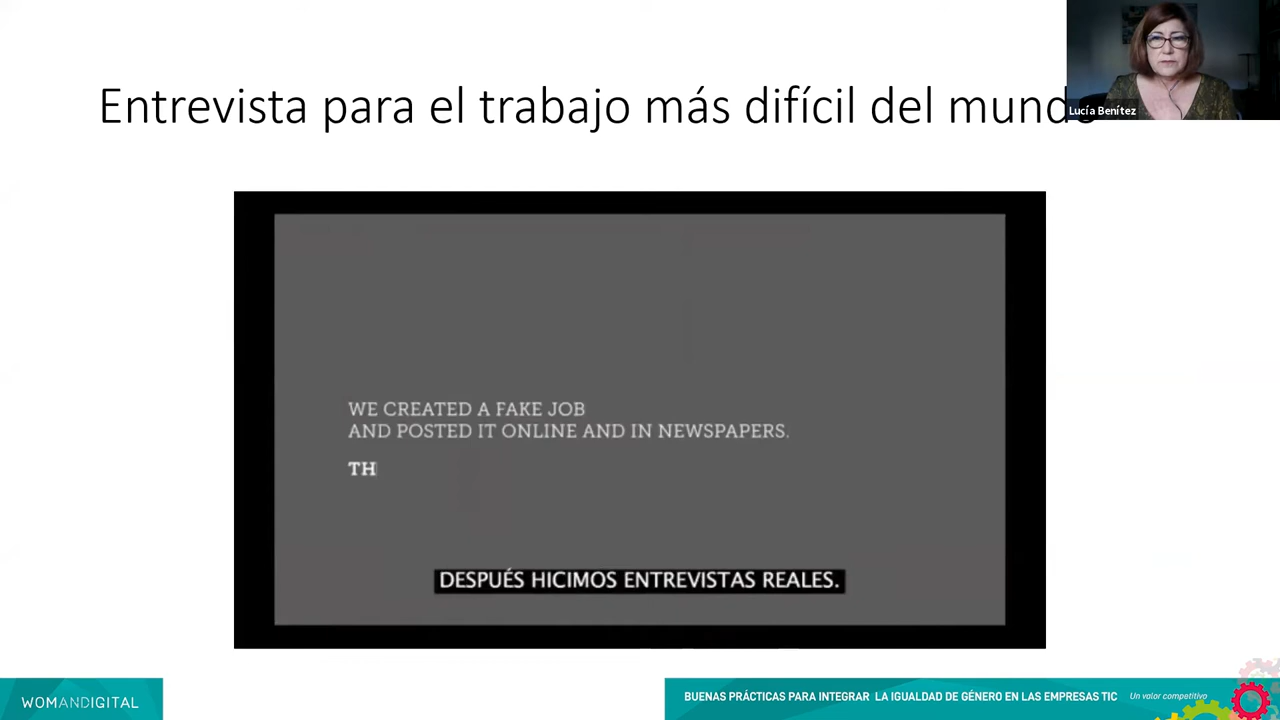 Entrevista para el trabajo más difícil del mundo
Lucía Benítez
WE CREATED A FAKE JOB
AND POSTED IT ONLINE AND IN NEWSPAPERS.
TH
DESPUÉS HICIMOS ENTREVISTAS REALES.
WOMANDIGITAL
BUENAS PRÁCTICAS PARA INTEGRAR LA IGUALDAD DE GÉNERO EN LAS EMPRESAS TIC
Un valor competitivo